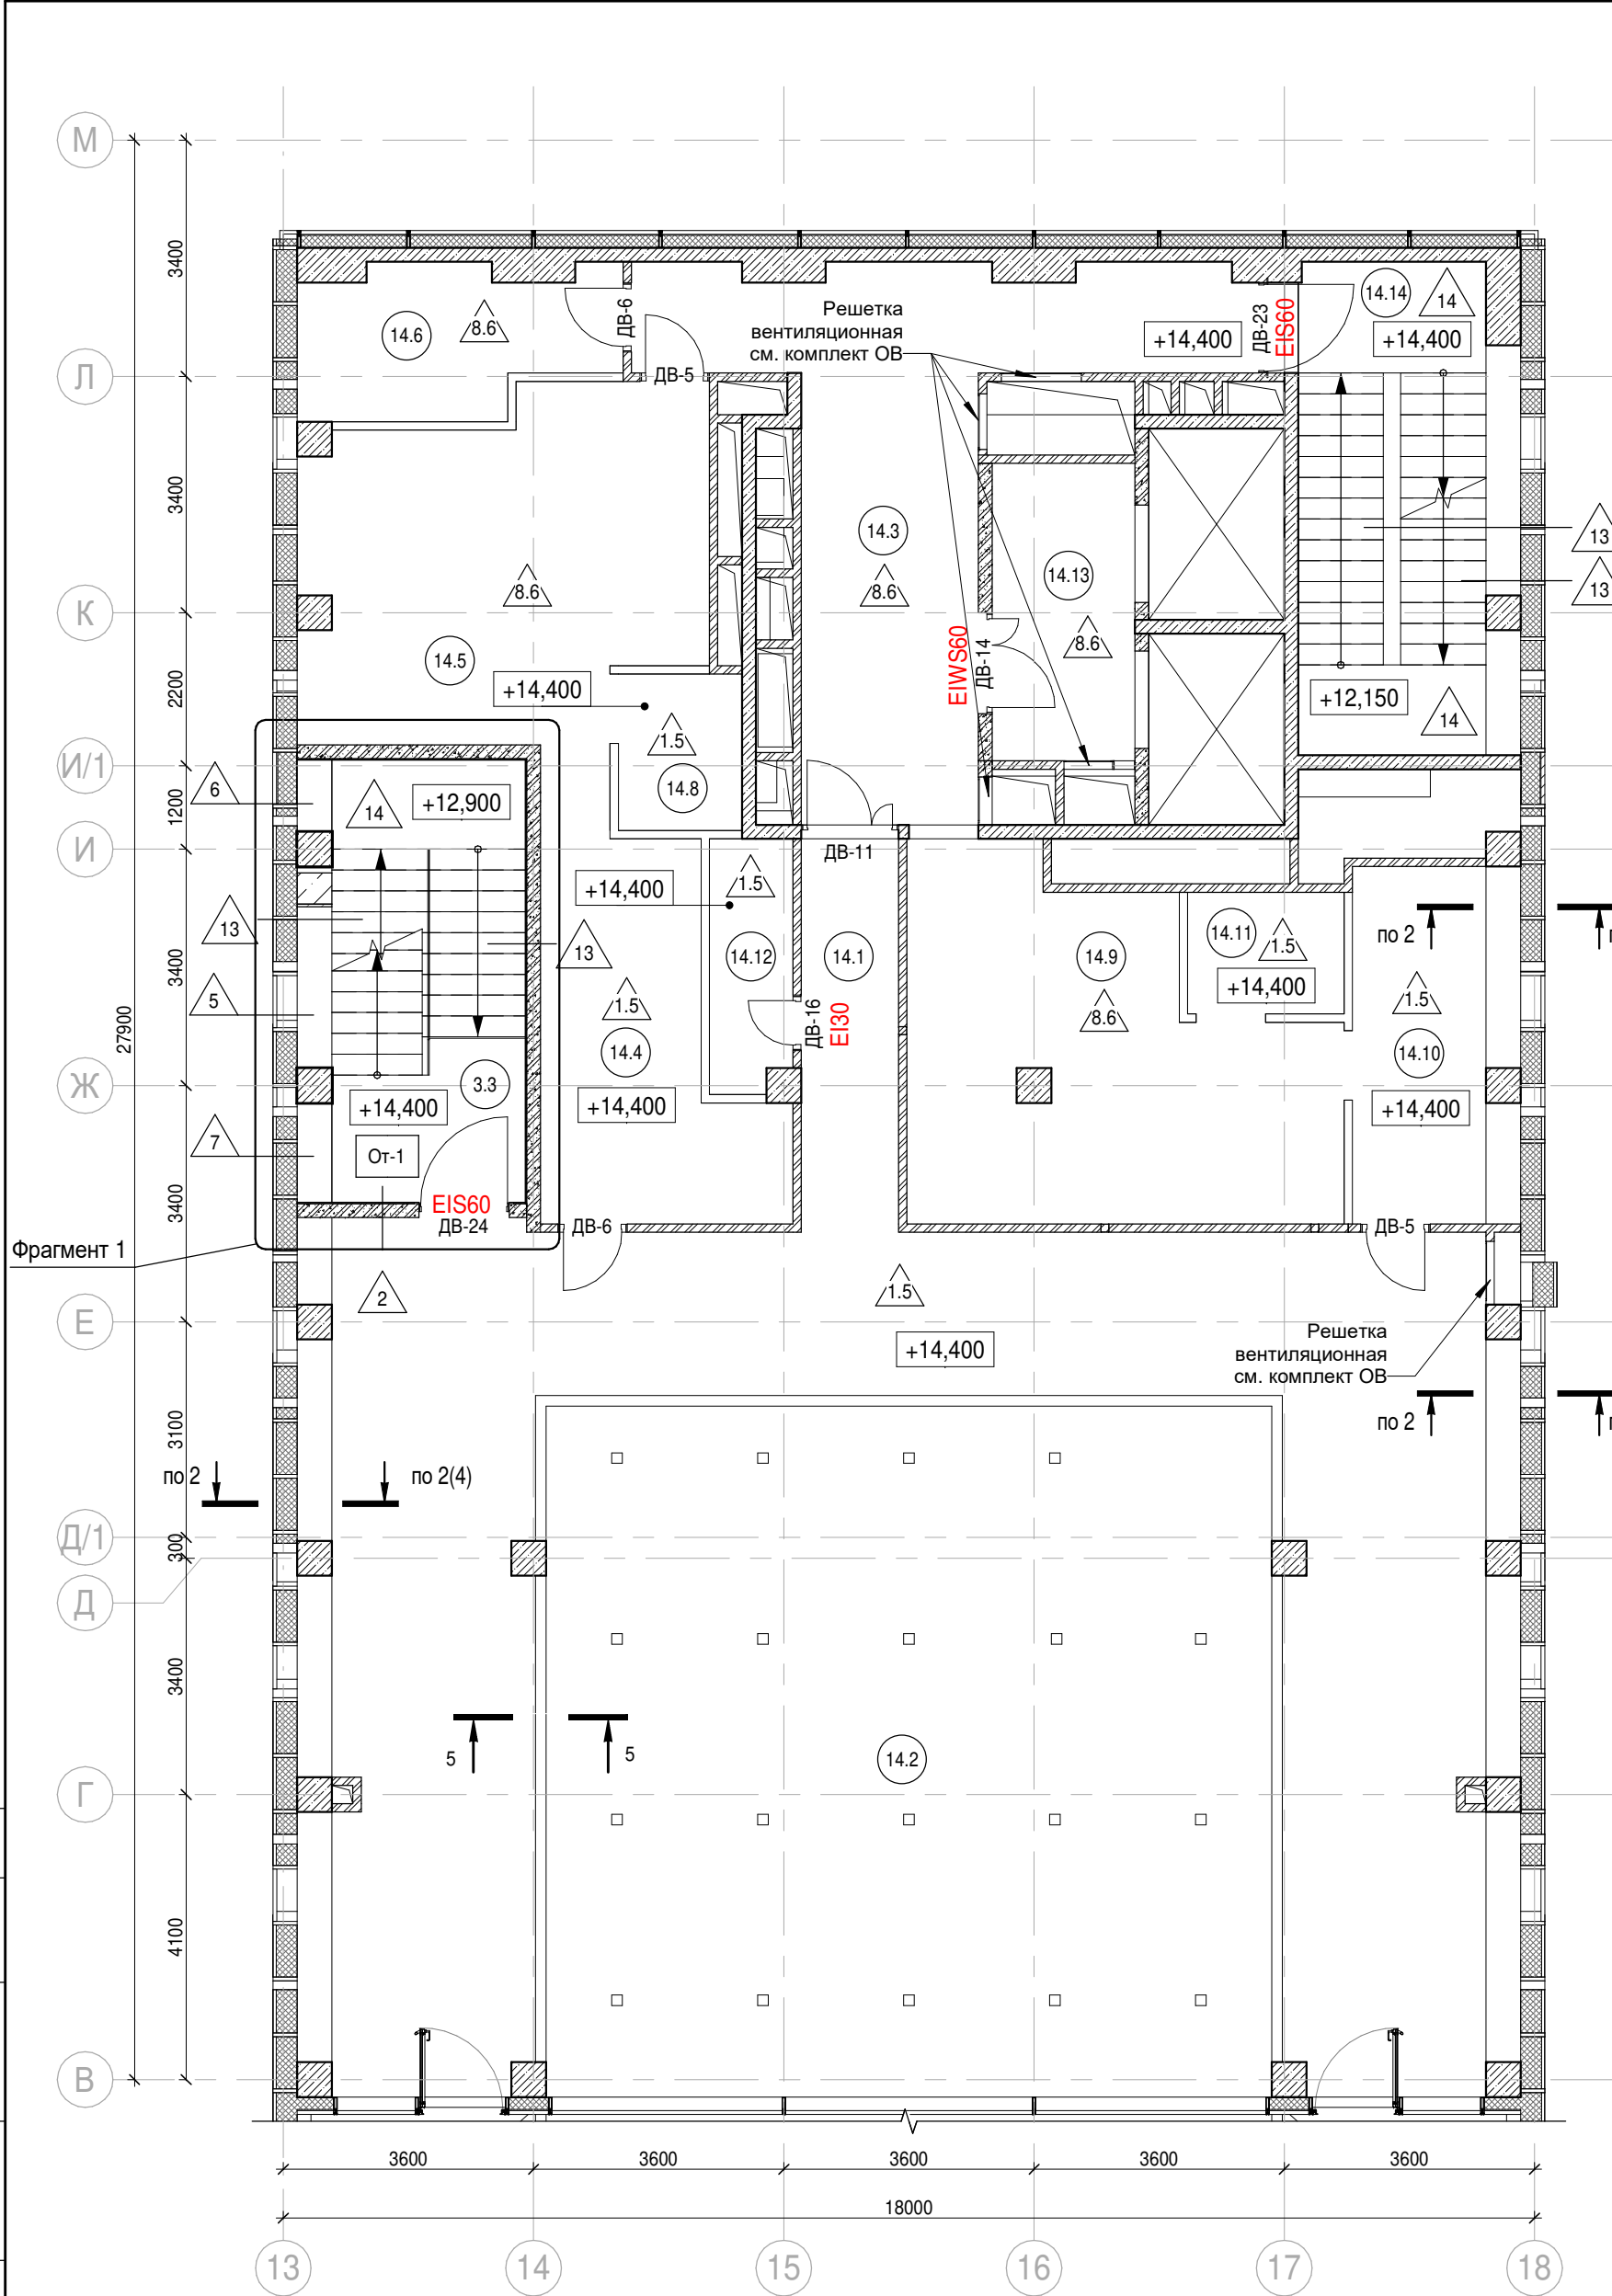 М
3400
Решетка
вентиляционная
см. комплект ОВ
14.6
8.6
ДВ-6
ДВ-5
+14,400
ДВ-23
EIS60
14.14
14
+14,400
Л
3400
14.3
8.6
14.13
8.6
13
13
К
8.6
14.5
+14,400
2200
EIWS60
ДВ-14
+12,150
14
1.5
14.8
И/1
6
14
+12,900
1200
И
ДВ-11
+14,400
1.5
13
13
14.12
14.1
14.9
8.6
14.11
1.5
+14,400
по 2
1.5
14.10
+14,400
3400
5
27900
1.5
14.4
+14,400
ДВ-16
EI30
Ж
3.3
+14,400
От-1
7
3400
EIS60
ДВ-24
ДВ-6
ДВ-5
Фрагмент 1
2
1.5
+14,400
Е
Решетка
вентиляционная
см. комплект ОВ
по 2
3100
по 2
по 2(4)
Д/1
300
Д
3400
5
5
14.2
Г
4100
В
3600
3600
3600
3600
3600
18000
13
14
15
16
17
18